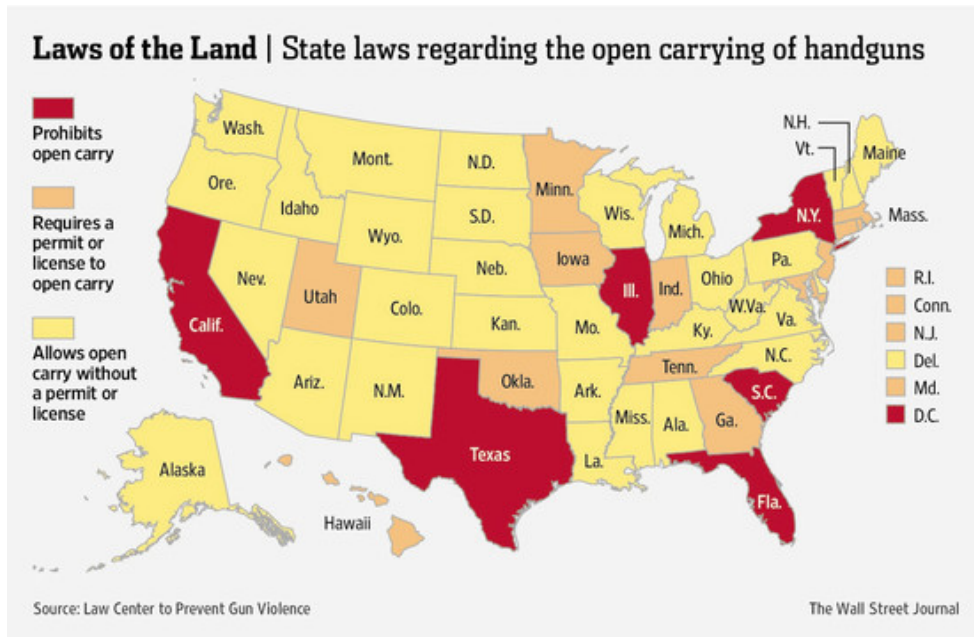 Laws of the Land | State laws regarding the open carrying of handguns
Prohibits
open carry
Requires a
permit or
license to
open carry
Allows open
carry without
a permit or
license
Wash.
Ore.
Calif.
Idaho
Nev.
Mont.
Wyo.
Utah
Ariz.
Colo.
N.M.
N.D.
S.D.
Neb.
Kan.
Okla.
Texas
Minn.
Iowa
Mo.
Ark.
La.
Wis.
Ill.
Mich.
Ind.
Ohio
Ky.
Tenn.
Miss.
Ala.
Ga.
Fla.
S.C.
N.C.
Va.
W.Va.
Pa.
N.Y.
N.H.
Vt.
Maine
Mass.
R.I.
Conn.
N.J.
Del.
Md.
D.C.
Alaska
Hawaii
Source: Law Center to Prevent Gun Violence
The Wall Street Journal